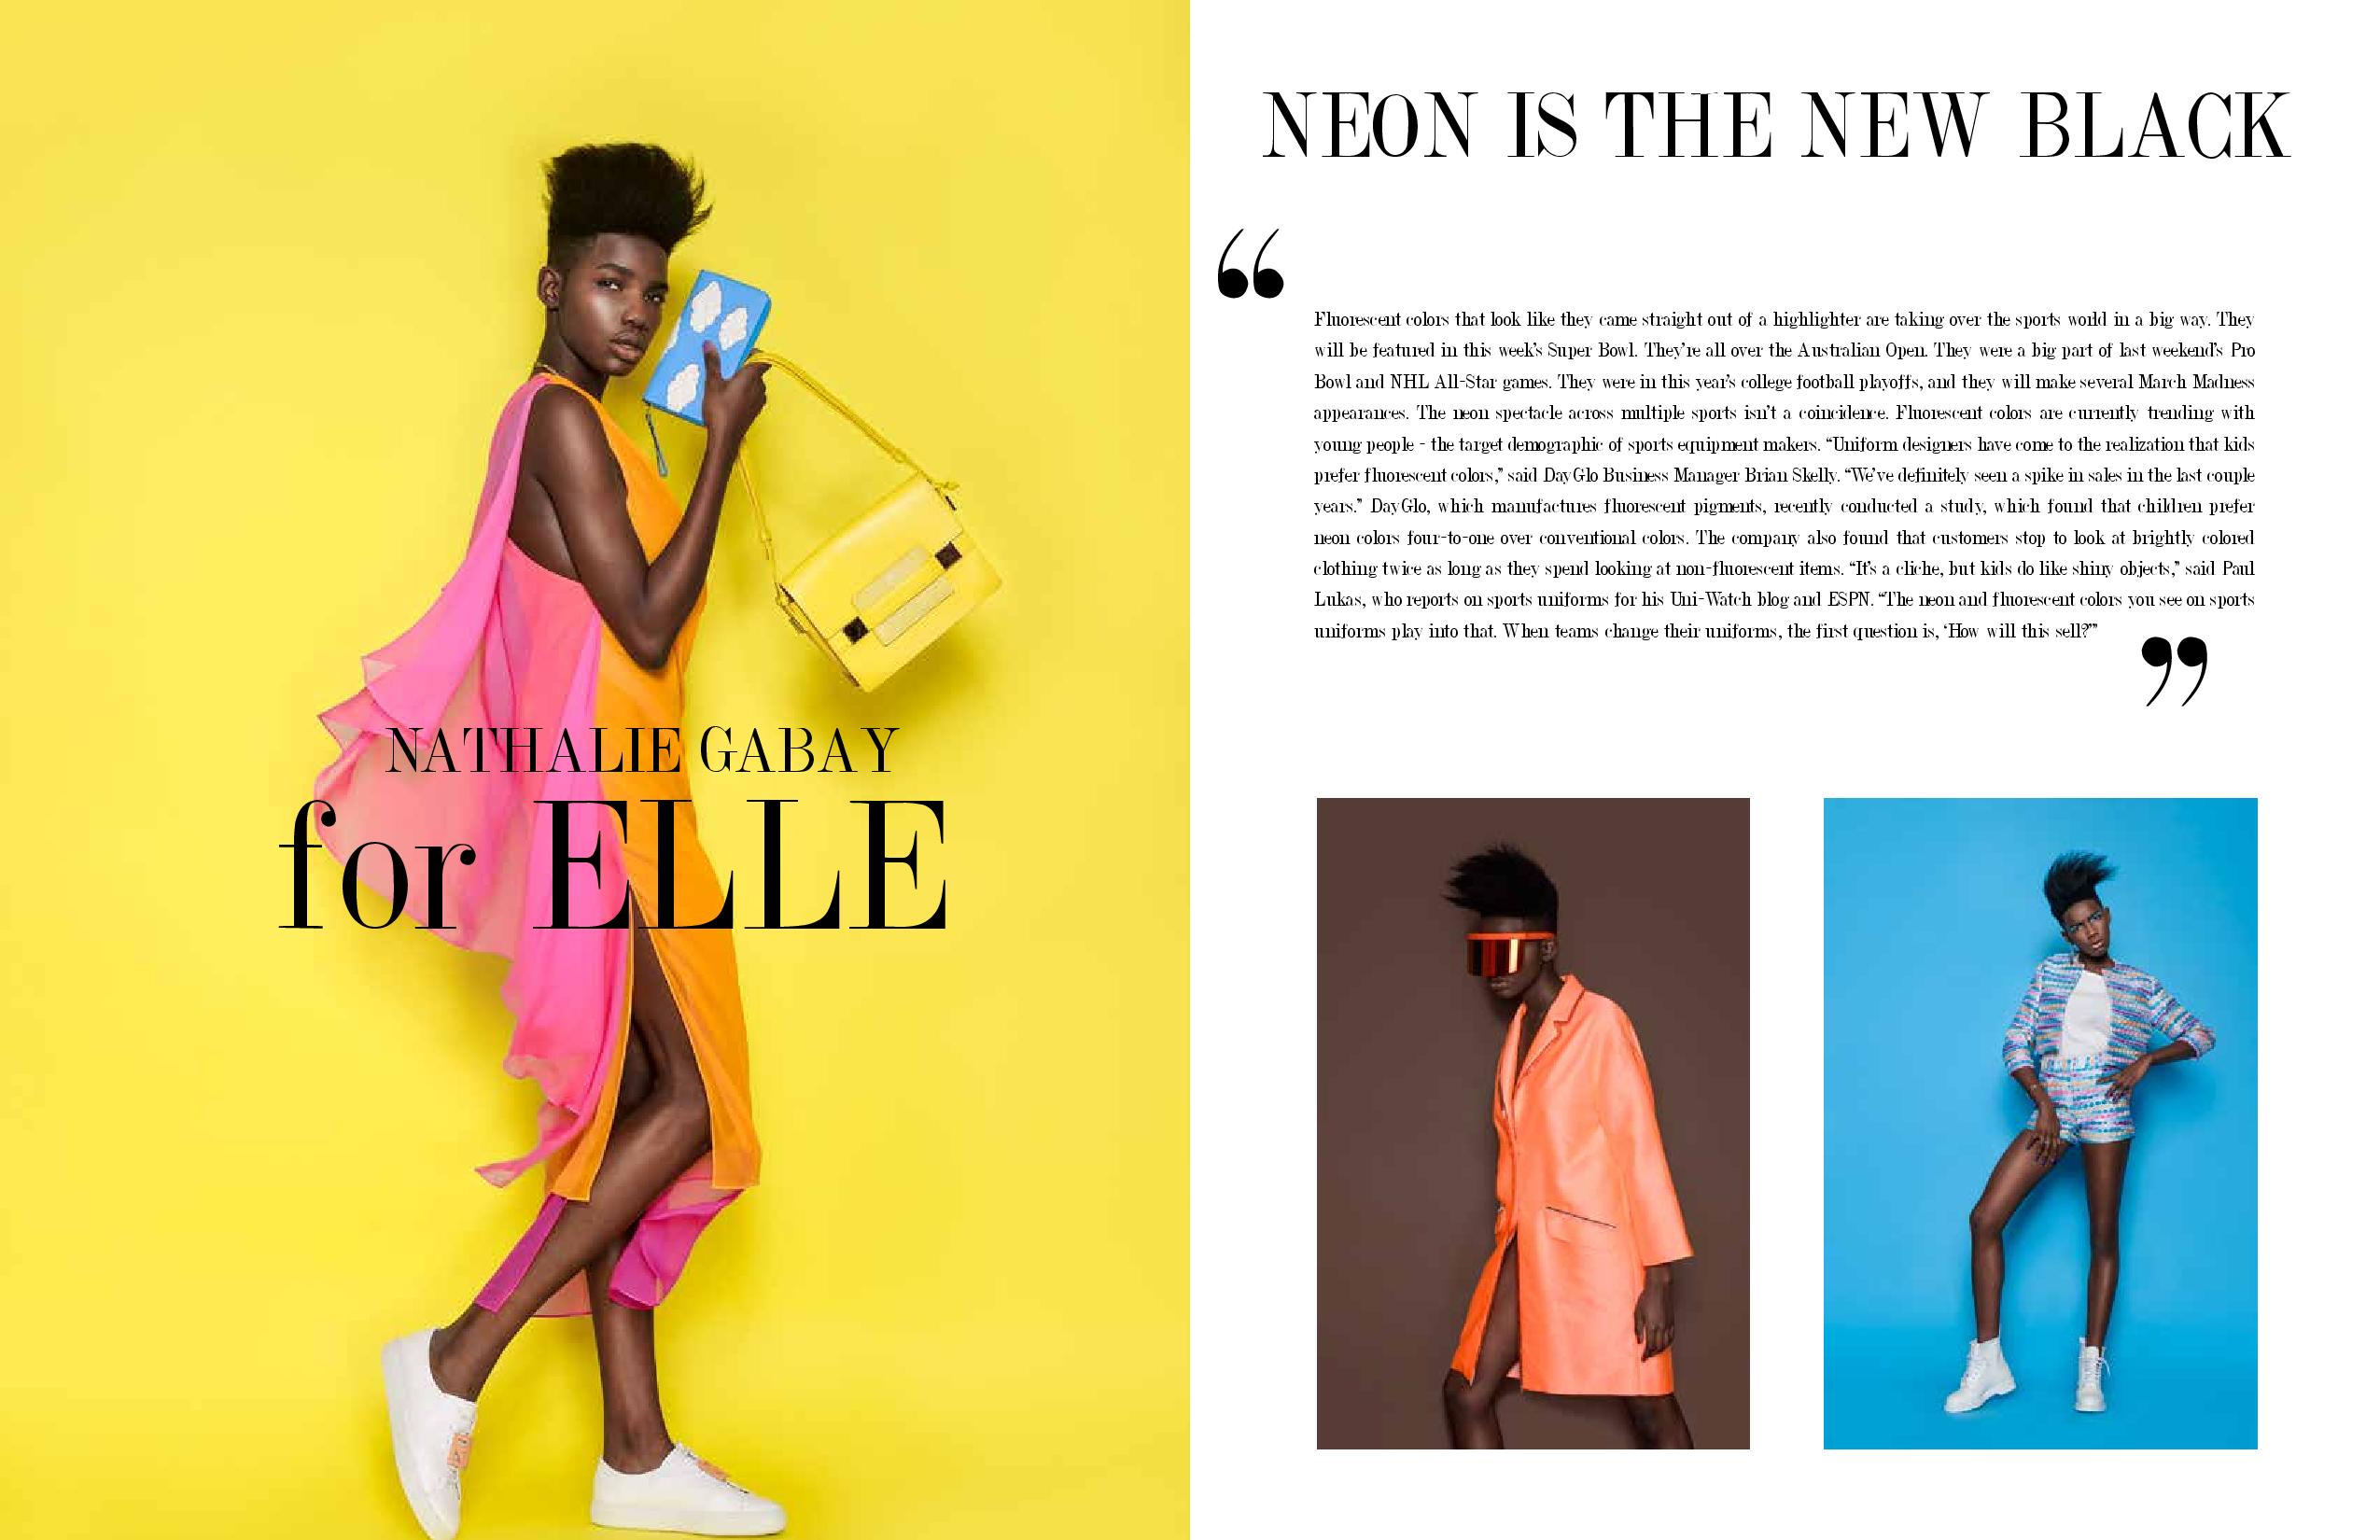 NATHALIE GABAY
for ELLE
NEON IS THE NEW BLACK
“
Fluorescent colors that look like they came straight out of a highlighter are taking over the sports world in a big way. They
will be featured in this week’s Super Bowl. They’re all over the Australian Open. They were a big part of last weekend’s Pro
Bowl and NHL All-Star games. They were in this year’s college football playoffs, and they will make several March Madness
appearances. The neon spectacle across multiple sports isn’t a coincidence. Fluorescent colors are currently trending with
young people - the target demographic of sports equipment makers. “Uniform designers have come to the realization that kids
prefer fluorescent colors,” said DayGlo Business Manager Brian Skelly. “We’ve definitely seen a spike in sales in the last couple
years.” DayGlo, which manufactures fluorescent pigments, recently conducted a study, which found that children prefer
neon colors four-to-one over conventional colors. The company also found that customers stop to look at brightly colored
clothing twice as long as they spend looking at non-fluorescent items. “It’s a cliche, but kids do like shiny objects,” said Paul
Lukas, who reports on sports uniforms for his Uni-Watch blog and ESPN. “The neon and fluorescent colors you see on sports
uniforms play into that. When teams change their uniforms, the first question is, ‘How will this sell?’”
”